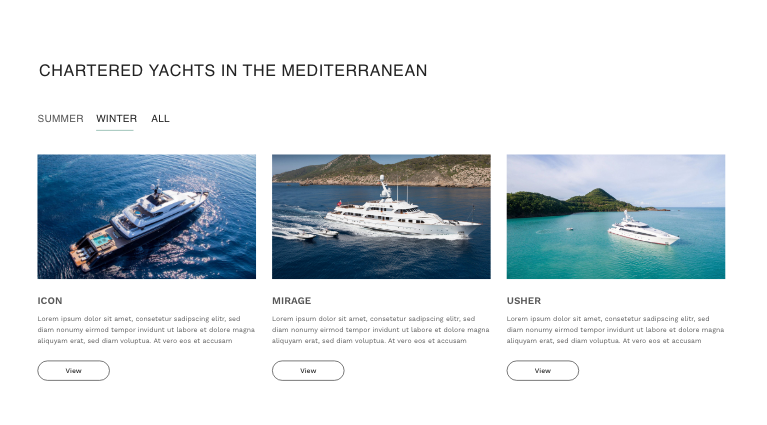 CHARTERED YACHTS IN THE MEDITERRANEAN
SUMMER WINTER ALL
ICON
Lorem ipsum dolor sit amet, consetetur sadipscing elitr, sed
diam nonumy eirmod tempor invidunt ut labore et dolore magna
aliquyam erat, sed diam voluptua. At vero eos et accusam
View
MIRAGE
Lorem ipsum dolor sit amet, consetetur sadipscing elitr, sed
diam nonumy eirmod tempor invidunt ut labore et dolore magna
aliquyam erat, sed diam voluptua. At vero eos et accusam
View
USHER
Lorem ipsum dolor sit amet, consetetur sadipscing elitr, sed
diam nonumy eirmod tempor invidunt ut labore et dolore magna
aliquyam erat, sed diam voluptua. At vero eos et accusam
View